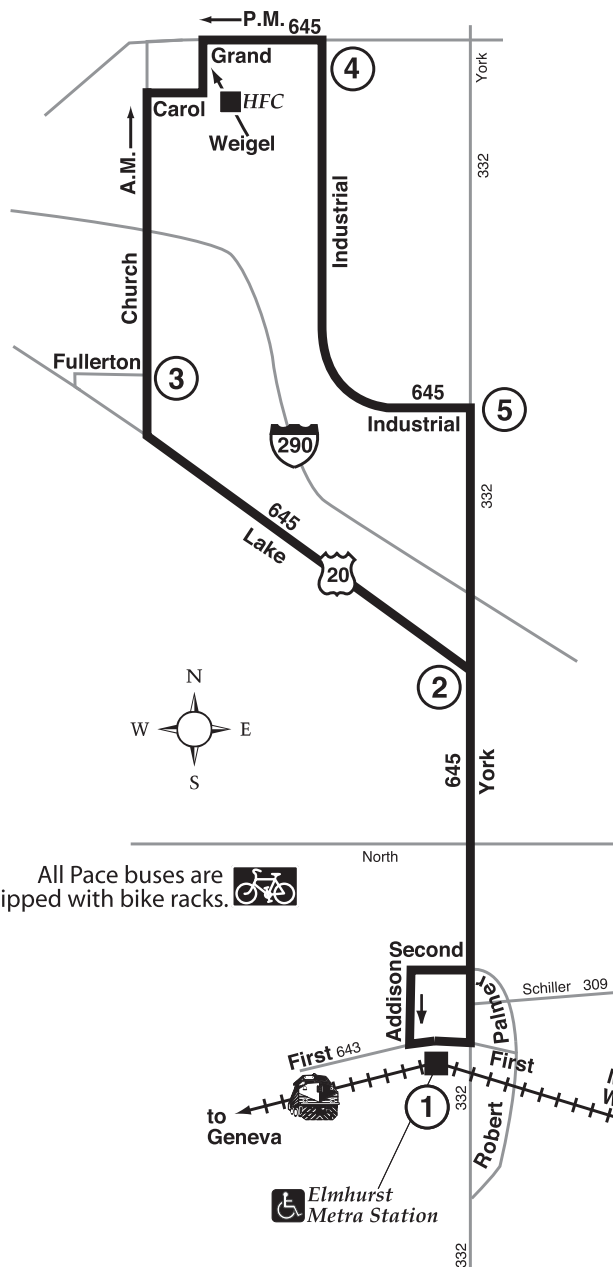 P.M. 645
Grand
4
York
HFC
Carol
Weigel
332
A.M.
Industrial
Church
Fullerton
3
645
5
Industrial
290
332
645
Lake
20
2
N
W E
S
645
York
North
All Pace buses are
ipped with bike racks.
Second
Addison
Palmer
Schiller 309
First 643
First
1
332
to
Geneva
Robert
Elmhurst
Metra Station
332